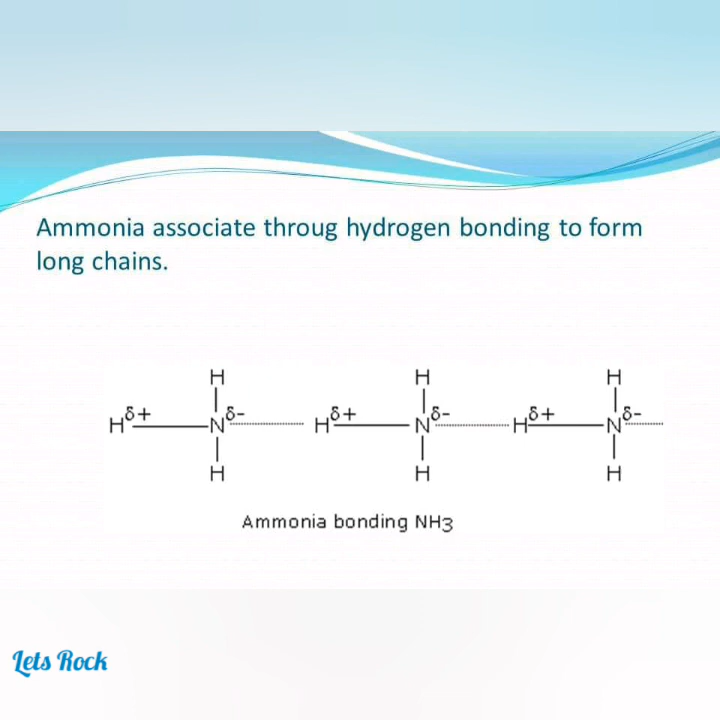 Ammonia associate throug hydrogen bonding to form
long chains.
H H H
Hδ+ Nδ- Hδ+ Nδ- Hδ+ Nδ-
H H H
Ammonia bonding NH3
Lets Rock